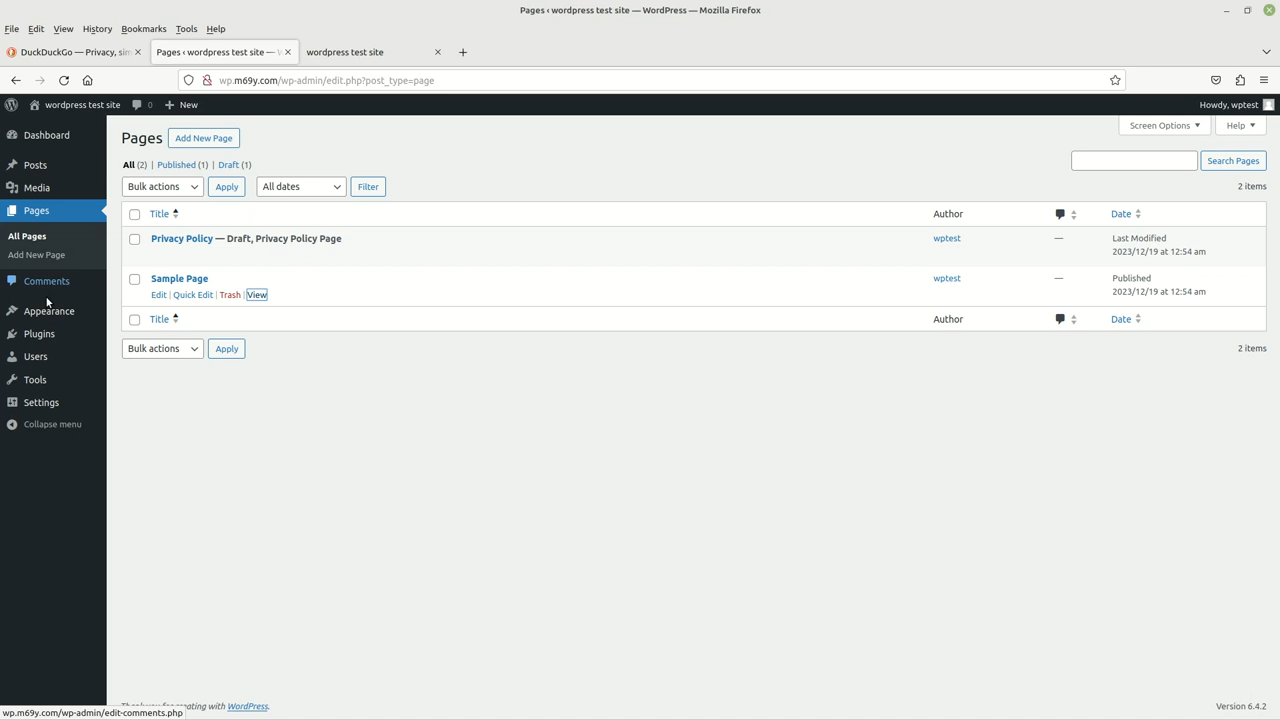 Pages ‹ wordpress test site — WordPress — Mozilla Firefox
File Edit View History Bookmarks Tools Help
DuckDuckGo — Privacy, sim
Pages ‹ wordpress test site —
wordpress test site
wp.m69y.com/wp-admin/edit.php?post_type=page
wordpress test site 0 New
Howdy, wptest
Screen Options
Help
Dashboard
Posts
Media
Pages
All Pages
Add New Page
Comments
Appearance
Plugins
Users
Tools
Settings
Collapse menu
Pages Add New Page
All (2) | Published (1) | Draft (1)
Search Pages
Bulk actions Apply All dates Filter
2 items
Title Author Date
Privacy Policy — Draft, Privacy Policy Page wptest — Last Modified
2023/12/19 at 12:54 am
Sample Page wptest — Published
Edit | Quick Edit | Trash | View 2023/12/19 at 12:54 am
Title Author Date
Bulk actions Apply 2 items
Thank you for creating with WordPress.
Version 6.4.2
wp.m69y.com/wp-admin/edit-comments.php